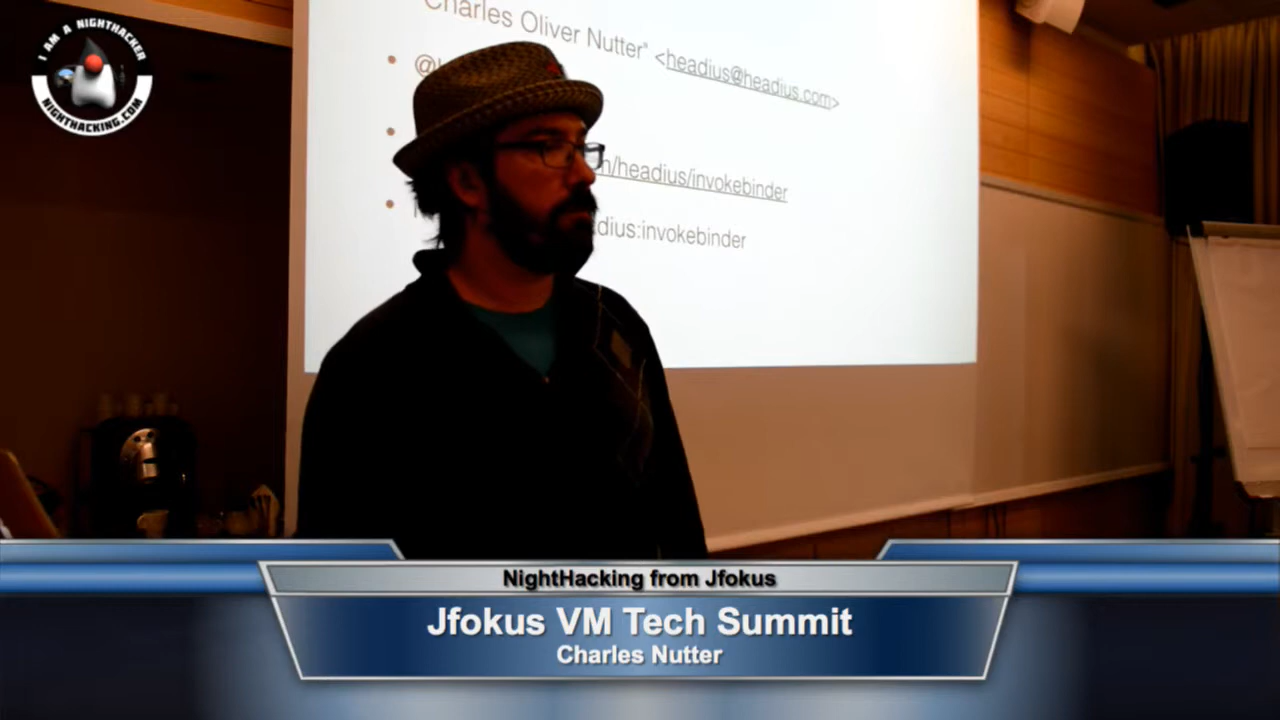 I AM A NIGHTHACKER
NIGHTHACKING.COM
Charles Oliver Nutter" <headius@headius.com>
/headius/invokebinder
dius:invokebinder
NightHacking from Jfokus
Jfokus VM Tech Summit
Charles Nutter